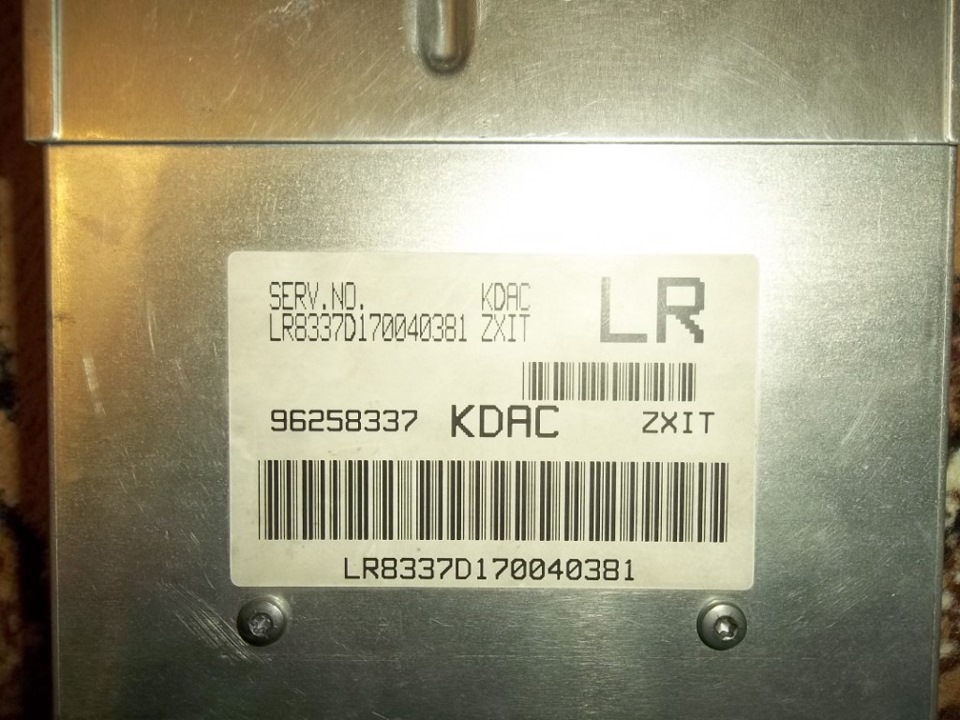 SERV.NO. KDAC LR
LR8337D170040381 ZXIT
96258337 KDAC ZXIT
LR8337D170040381